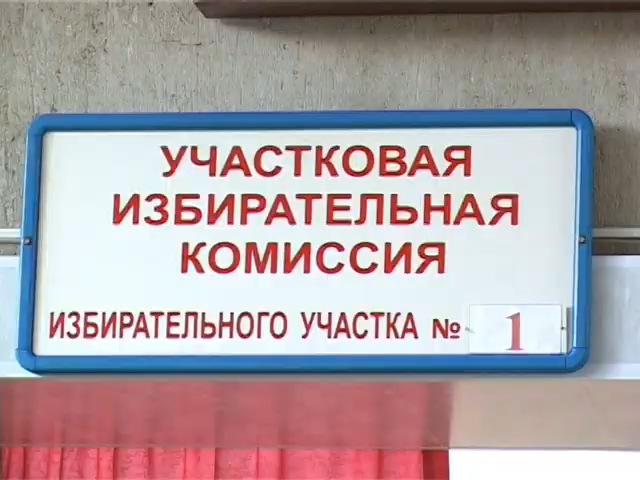 УЧАСТКОВАЯ
ИЗБИРАТЕЛЬНАЯ
КОМИССИЯ
ИЗБИРАТЕЛЬНОГО УЧАСТКА № 1